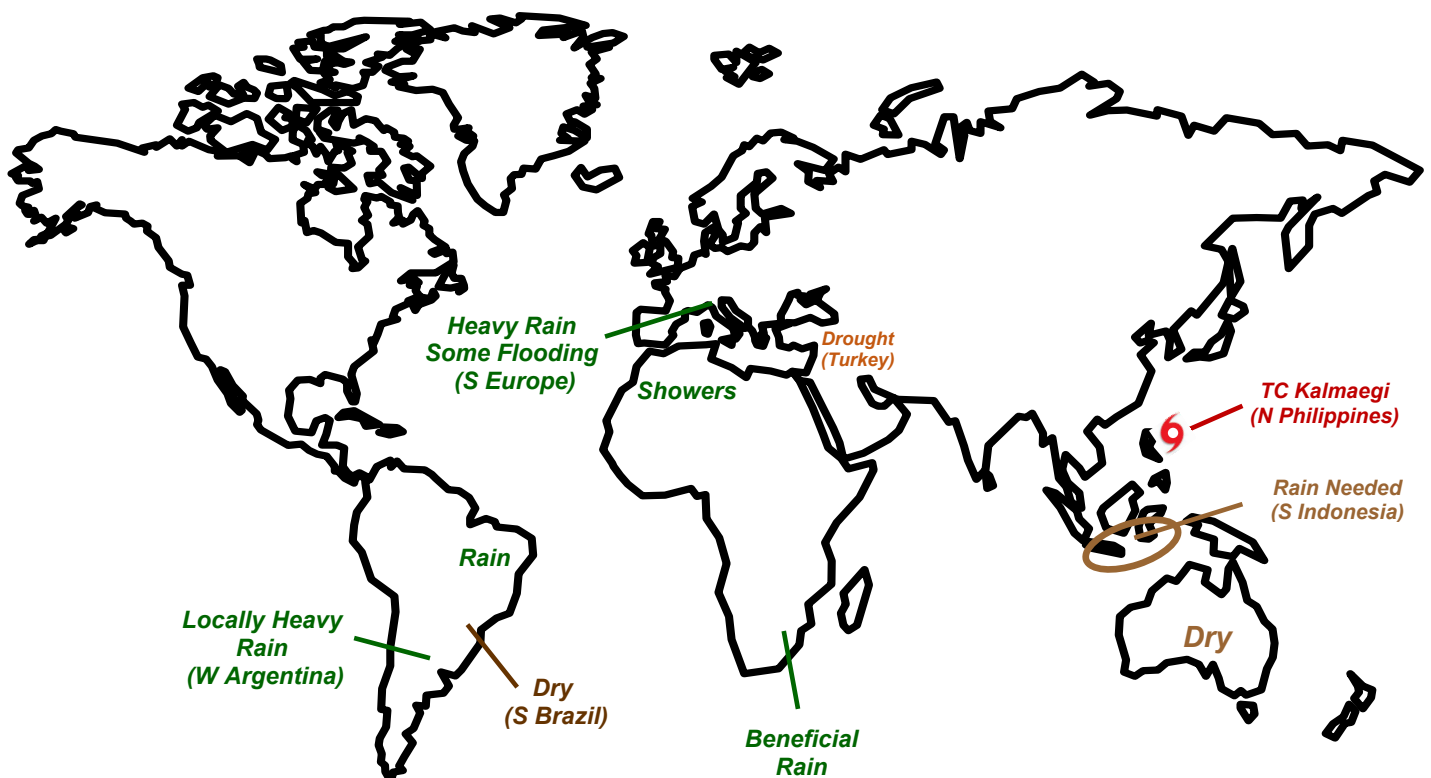 Heavy Rain
Some Flooding
(S Europe)
Drought
(Turkey)
Showers
TC Kalmaegi
(N Philippines)
Rain Needed
(S Indonesia)
Rain
Locally Heavy
Rain
(W Argentina)
Dry
Dry
(S Brazil)
Beneficial
Rain